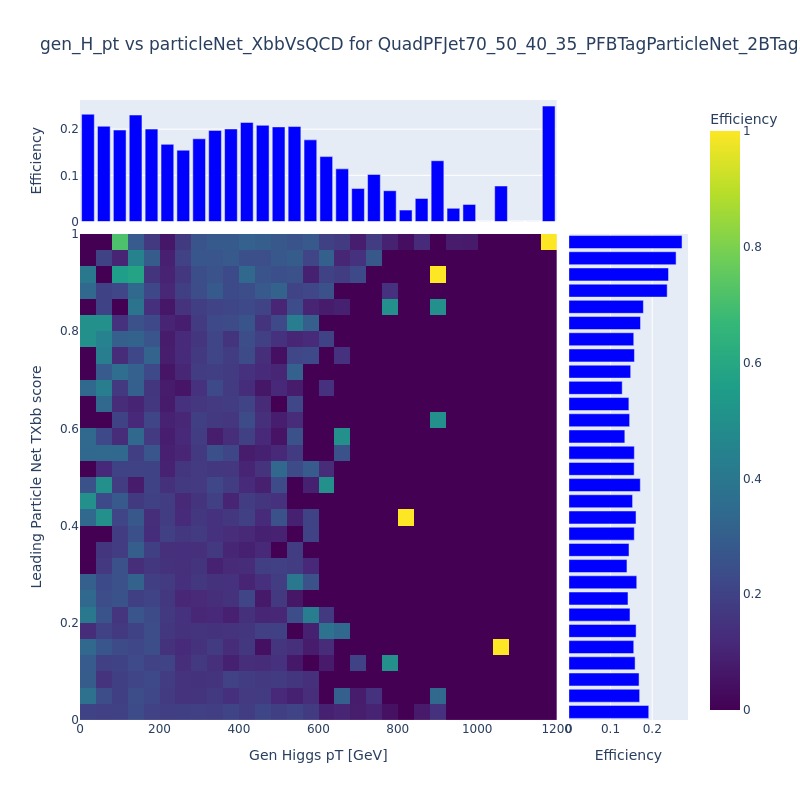 gen_H_pt vs particleNet_XbbVsQCD for QuadPFJet70_50_40_35_PFBTagParticleNet_2BTag
Efficiency
0.2
0.1
0
Efficiency
1
0.8
0.6
0.4
0.2
0
Leading Particle Net TXbb score
1
0.8
0.6
0.4
0.2
0
0 200 400 600 800 1000 1200
Gen Higgs pT [GeV]
0 0.1 0.2
Efficiency